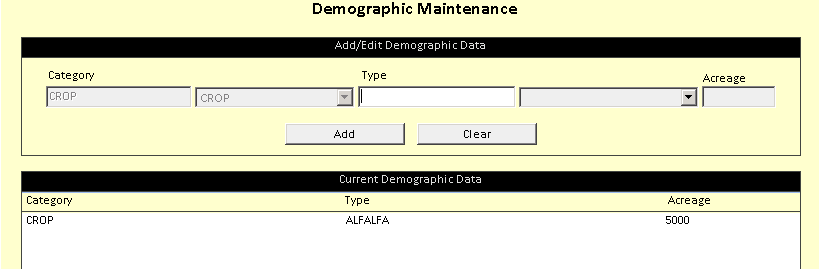 Demographic Maintenance
Add/Edit Demographic Data
Category Type Acreage
CROP CROP
Add Clear
Current Demographic Data
Category Type Acreage
CROP ALFALFA 5000